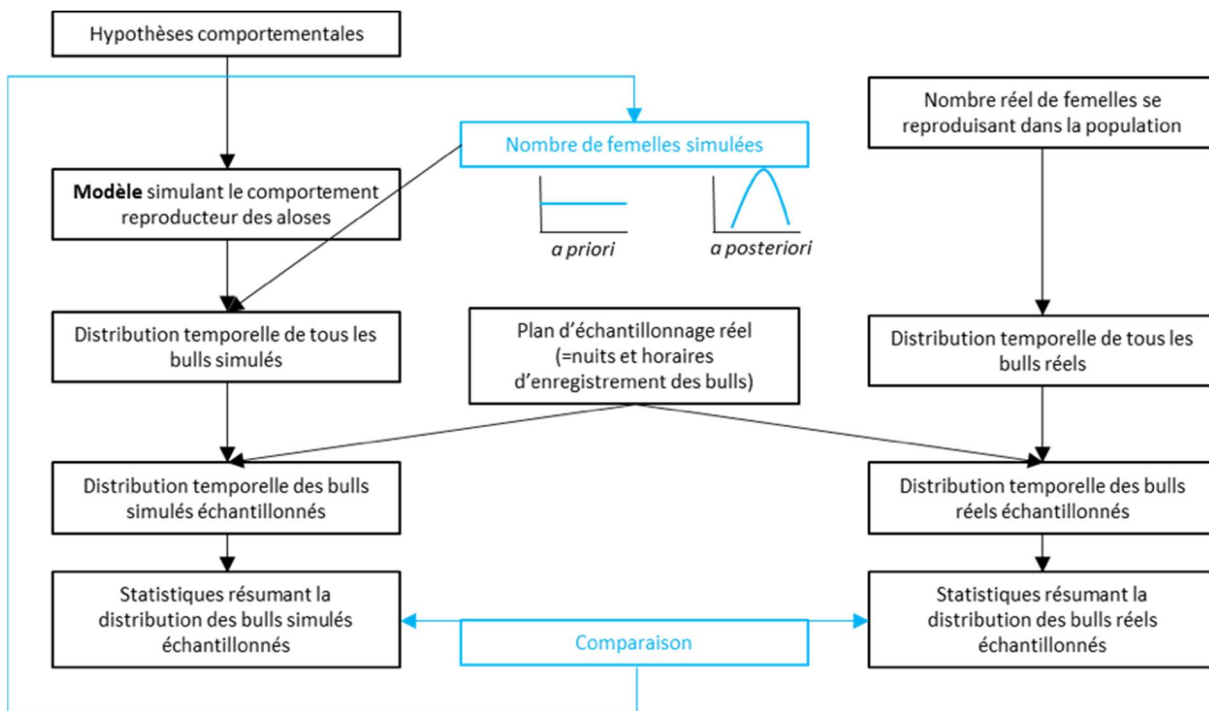 Hypothèses comportementales
Nombre réel de femelles se
reproduisant dans la population
Nombre de femelles simulées
Modèle simulant le comportement
reproducteur des aloses
a priori
a posteriori
Distribution temporelle de tous les
bulls simulés
Plan d’échantillonnage réel
(=nuits et horaires
d’enregistrement des bulls)
Distribution temporelle de tous les
bulls réels
Distribution temporelle des bulls
simulés échantillonnés
Distribution temporelle des bulls
réels échantillonnés
Statistiques résumant la
distribution des bulls simulés
échantillonnés
Comparaison
Statistiques résumant la
distribution des bulls réels
échantillonnés